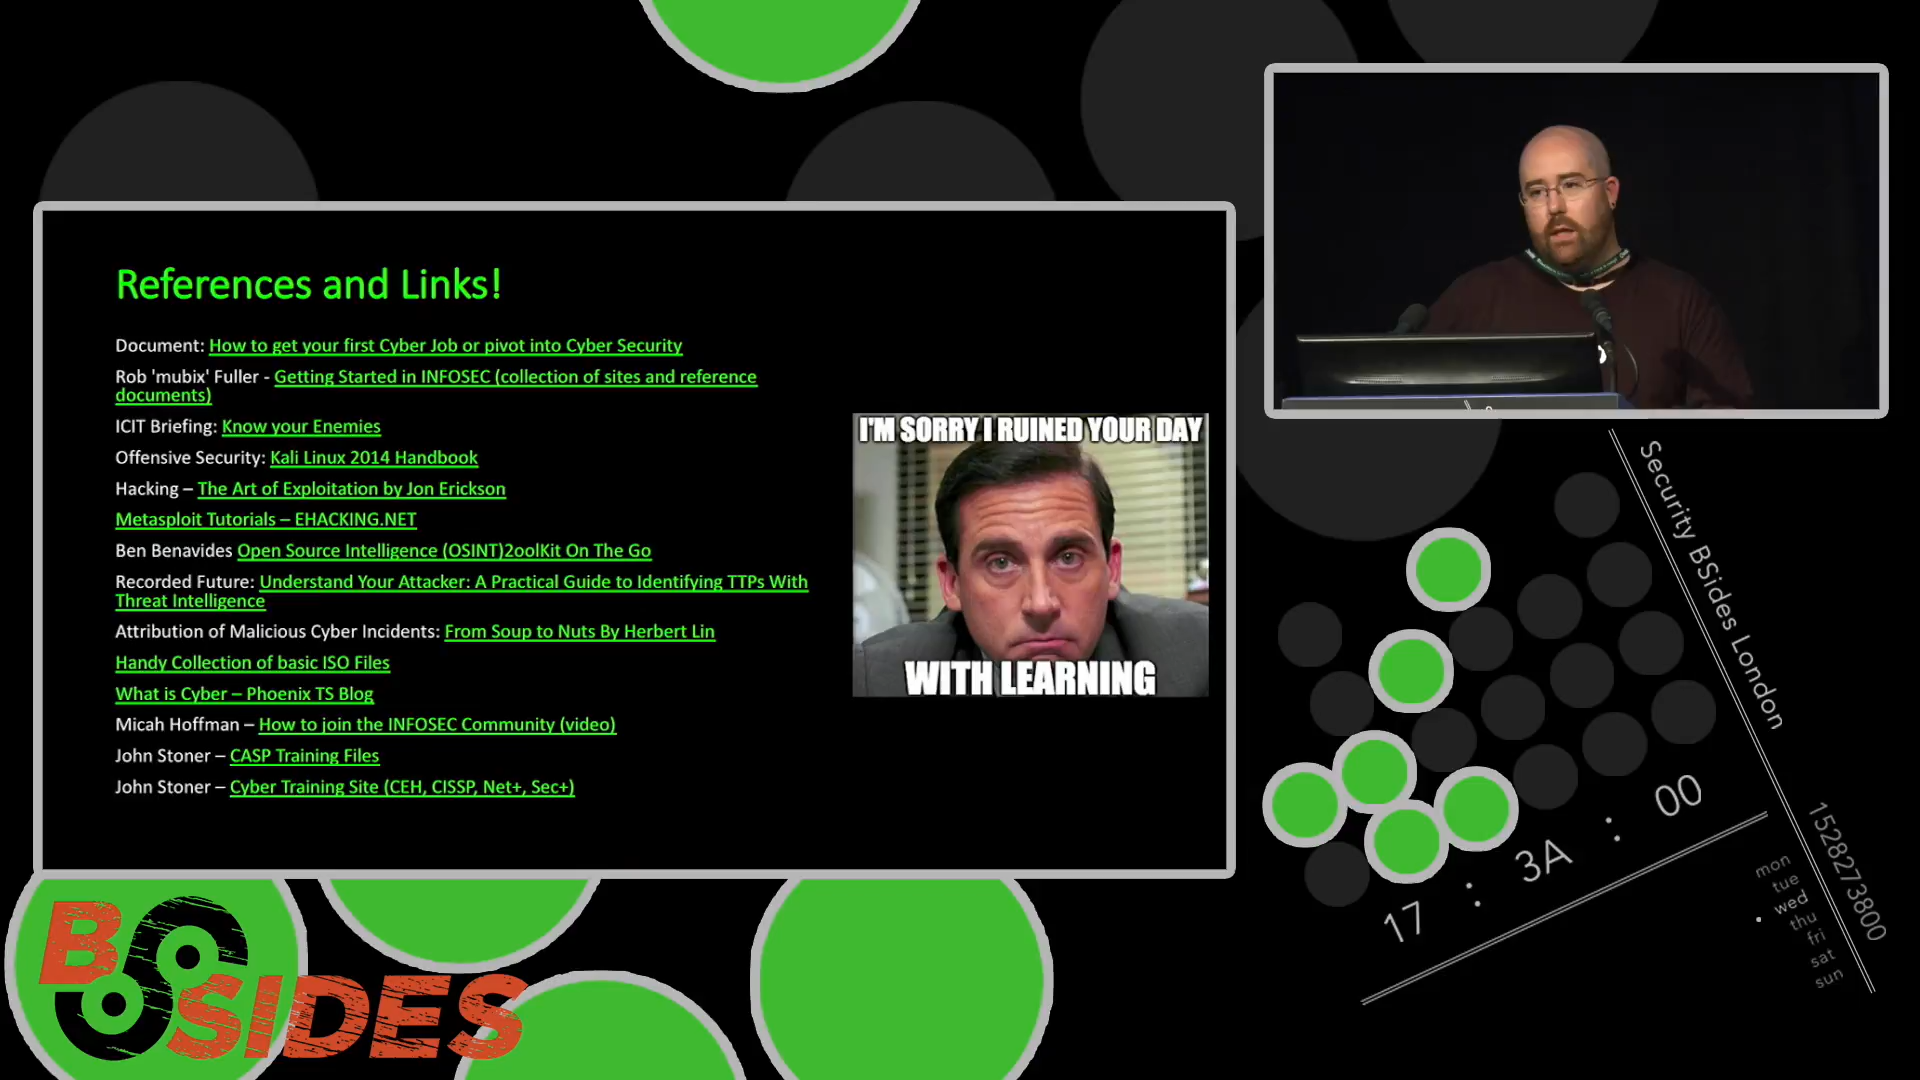 References and Links!
Document: How to get your first Cyber Job or pivot into Cyber Security
Rob 'mubix' Fuller - Getting Started in INFOSEC (collection of sites and reference
documents)
ICIT Briefing: Know your Enemies
Offensive Security: Kali Linux 2014 Handbook
Hacking – The Art of Exploitation by Jon Erickson
Metasploit Tutorials – EHACKING.NET
Ben Benavides Open Source Intelligence (OSINT)2oolKit On The Go
Recorded Future: Understand Your Attacker: A Practical Guide to Identifying TTPs With
Threat Intelligence
Attribution of Malicious Cyber Incidents: From Soup to Nuts By Herbert Lin
Handy Collection of basic ISO Files
What is Cyber – Phoenix TS Blog
Micah Hoffman – How to join the INFOSEC Community (video)
John Stoner – CASP Training Files
John Stoner – Cyber Training Site (CEH, CISSP, Net+, Sec+)
I'M SORRY I RUINED YOUR DAY
WITH LEARNING
Security BSides London
17 : 3A : 00
1528273800
mon
tue
wed
thu
fri
sat
sun
BSIDES